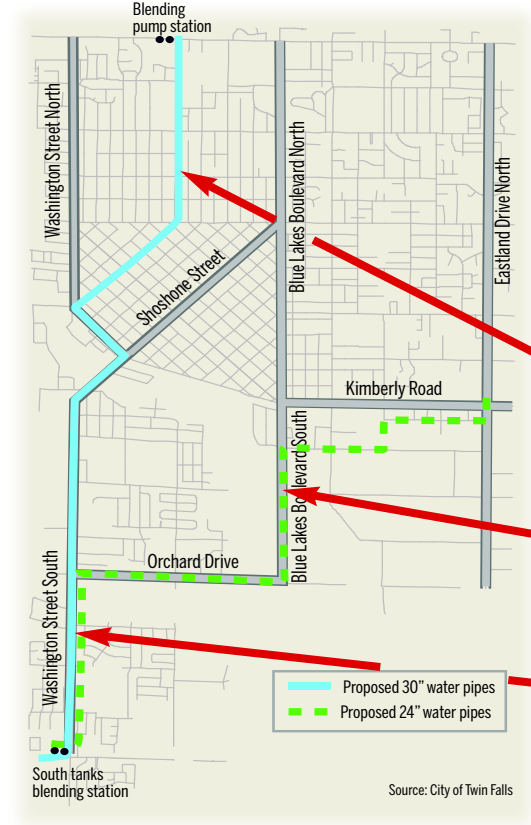 Blending
pump station
Washington Street North
Blue Lakes Boulevard North
Eastland Drive North
Shoshone Street
Kimberly Road
Blue Lakes Boulevard South
Orchard Drive
Washington Street South
Proposed 30” water pipes
Proposed 24” water pipes
South tanks
blending station
Source: City of Twin Falls